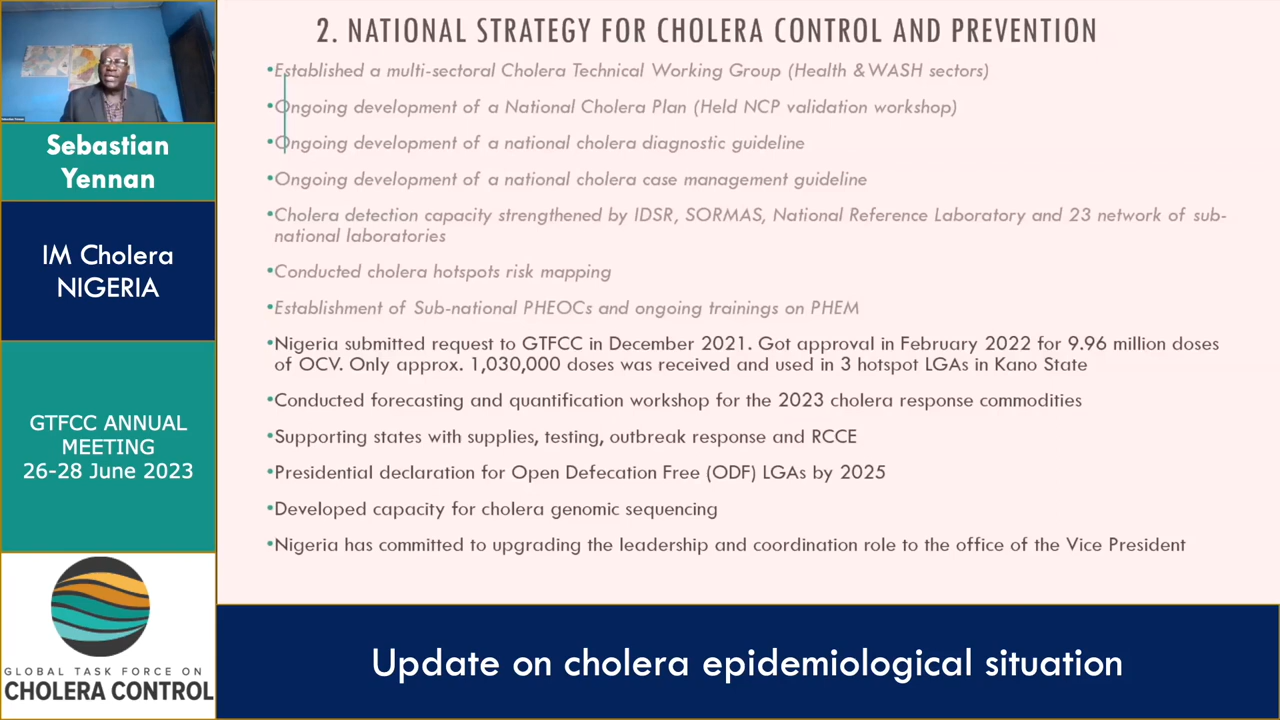 2. NATIONAL STRATEGY FOR CHOLERA CONTROL AND PREVENTION
•Established a multi-sectoral Cholera Technical Working Group (Health &WASH sectors)
•Ongoing development of a National Cholera Plan (Held NCP validation workshop)
•Ongoing development of a national cholera diagnostic guideline
•Ongoing development of a national cholera case management guideline
•Cholera detection capacity strengthened by IDSR, SORMAS, National Reference Laboratory and 23 network of sub-
national laboratories
•Conducted cholera hotspots risk mapping
•Establishment of Sub-national PHEOCs and ongoing trainings on PHEM
•Nigeria submitted request to GTFCC in December 2021. Got approval in February 2022 for 9.96 million doses
of OCV. Only approx. 1,030,000 doses was received and used in 3 hotspot LGAs in Kano State
•Conducted forecasting and quantification workshop for the 2023 cholera response commodities
•Supporting states with supplies, testing, outbreak response and RCCE
•Presidential declaration for Open Defecation Free (ODF) LGAs by 2025
•Developed capacity for cholera genomic sequencing
•Nigeria has committed to upgrading the leadership and coordination role to the office of the Vice President
Sebastian
Yennan
IM Cholera
NIGERIA
GTFCC ANNUAL
MEETING
26-28 June 2023
GLOBAL TASK FORCE ON
CHOLERA CONTROL
Update on cholera epidemiological situation